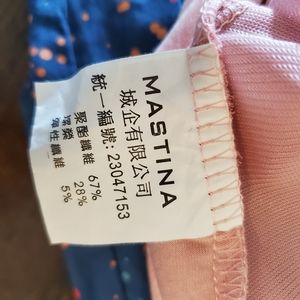 MASTINA
城企有限公司
統一編號:23047153
聚酯纖維 67%
嫘縈 28%
彈性纖維 5%